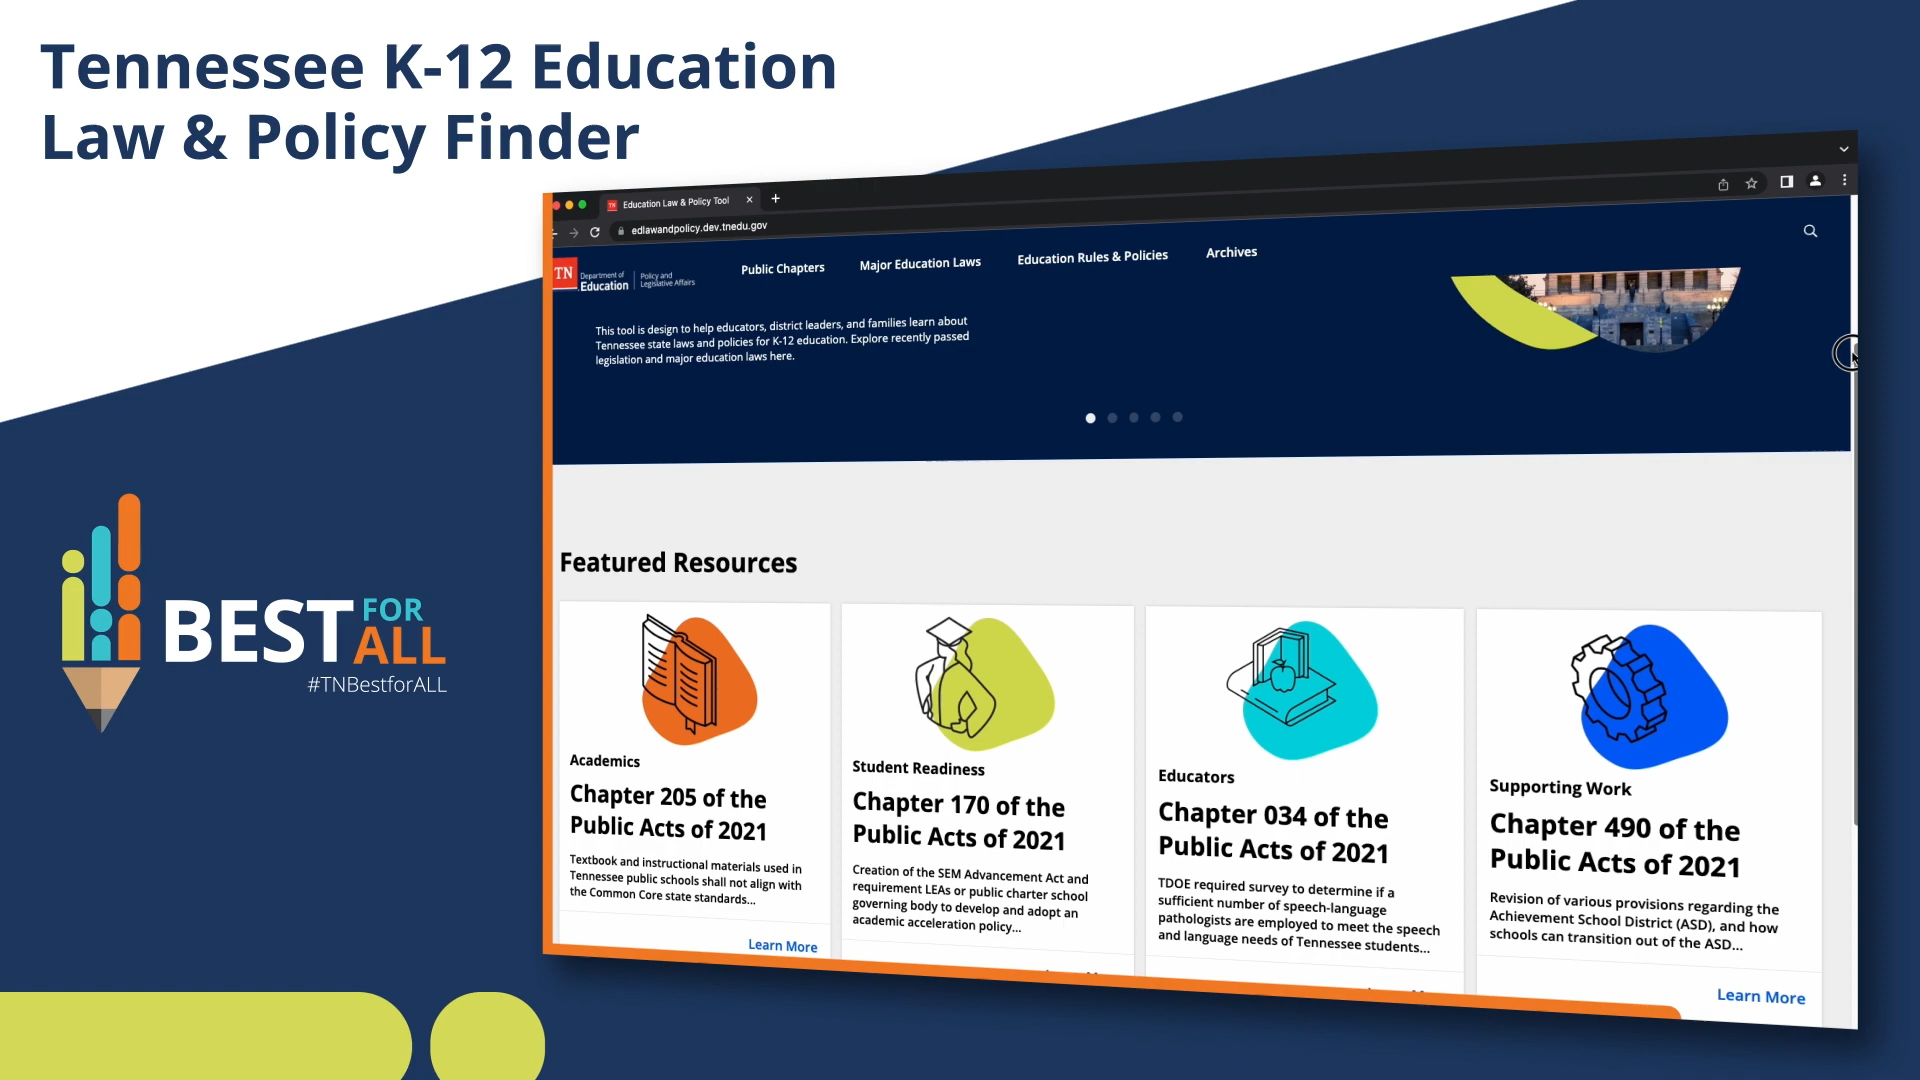 Tennessee K-12 Education
Law & Policy Finder
Education Law & Policy Tool
edlawandpolicy.dev.tnedu.gov
TN
Department of
Education
Policy and
Legislative Affairs
Public Chapters
Major Education Laws
Education Rules & Policies
Archives
This tool is design to help educators, district leaders, and families learn about
Tennessee state laws and policies for K-12 education. Explore recently passed
legislation and major education laws here.
BEST FOR
ALL
#TNBestforALL
Featured Resources
Academics
Chapter 205 of the
Public Acts of 2021
Textbook and instructional materials used in
Tennessee public schools shall not align with
the Common Core state standards...
Learn More
Student Readiness
Chapter 170 of the
Public Acts of 2021
Creation of the SEM Advancement Act and
requirement LEAs or public charter school
governing body to develop and adopt an
academic acceleration policy...
Educators
Chapter 034 of the
Public Acts of 2021
TDOE required survey to determine if a
sufficient number of speech-language
pathologists are employed to meet the speech
and language needs of Tennessee students...
Supporting Work
Chapter 490 of the
Public Acts of 2021
Revision of various provisions regarding the
Achievement School District (ASD), and how
schools can transition out of the ASD...
Learn More